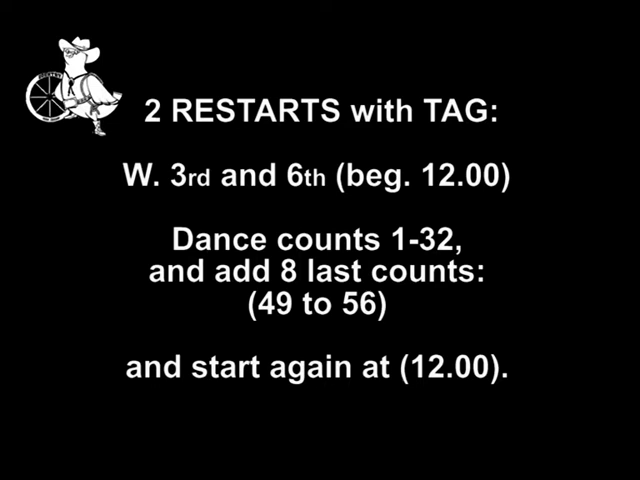 2 RESTARTS with TAG:
W. 3rd and 6th (beg. 12.00)
Dance counts 1-32,
and add 8 last counts:
(49 to 56)
and start again at (12.00).